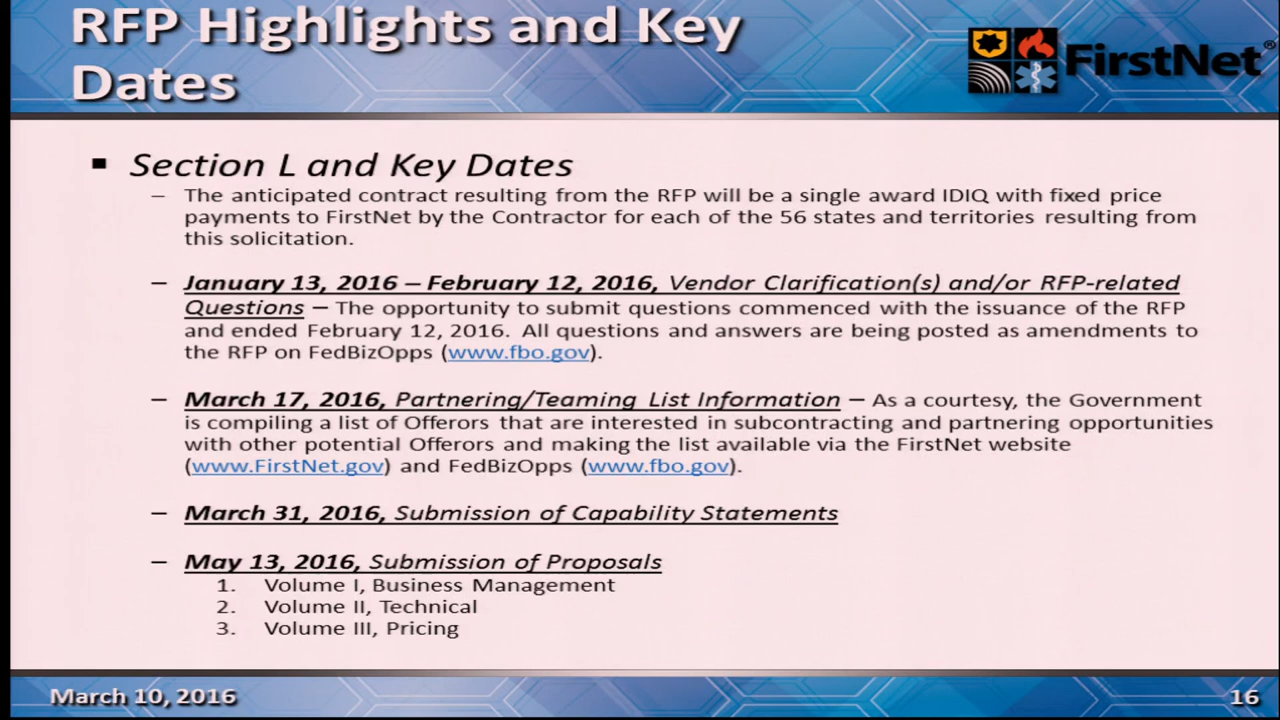 RFP Highlights and Key
Dates
FirstNet®
▪ Section L and Key Dates
– The anticipated contract resulting from the RFP will be a single award IDIQ with fixed price
payments to FirstNet by the Contractor for each of the 56 states and territories resulting from
this solicitation.
– January 13, 2016 – February 12, 2016, Vendor Clarification(s) and/or RFP-related
Questions – The opportunity to submit questions commenced with the issuance of the RFP
and ended February 12, 2016. All questions and answers are being posted as amendments to
the RFP on FedBizOpps (www.fbo.gov).
– March 17, 2016, Partnering/Teaming List Information – As a courtesy, the Government
is compiling a list of Offerors that are interested in subcontracting and partnering opportunities
with other potential Offerors and making the list available via the FirstNet website
(www.FirstNet.gov) and FedBizOpps (www.fbo.gov).
– March 31, 2016, Submission of Capability Statements
– May 13, 2016, Submission of Proposals
1. Volume I, Business Management
2. Volume II, Technical
3. Volume III, Pricing
March 10, 2016
16